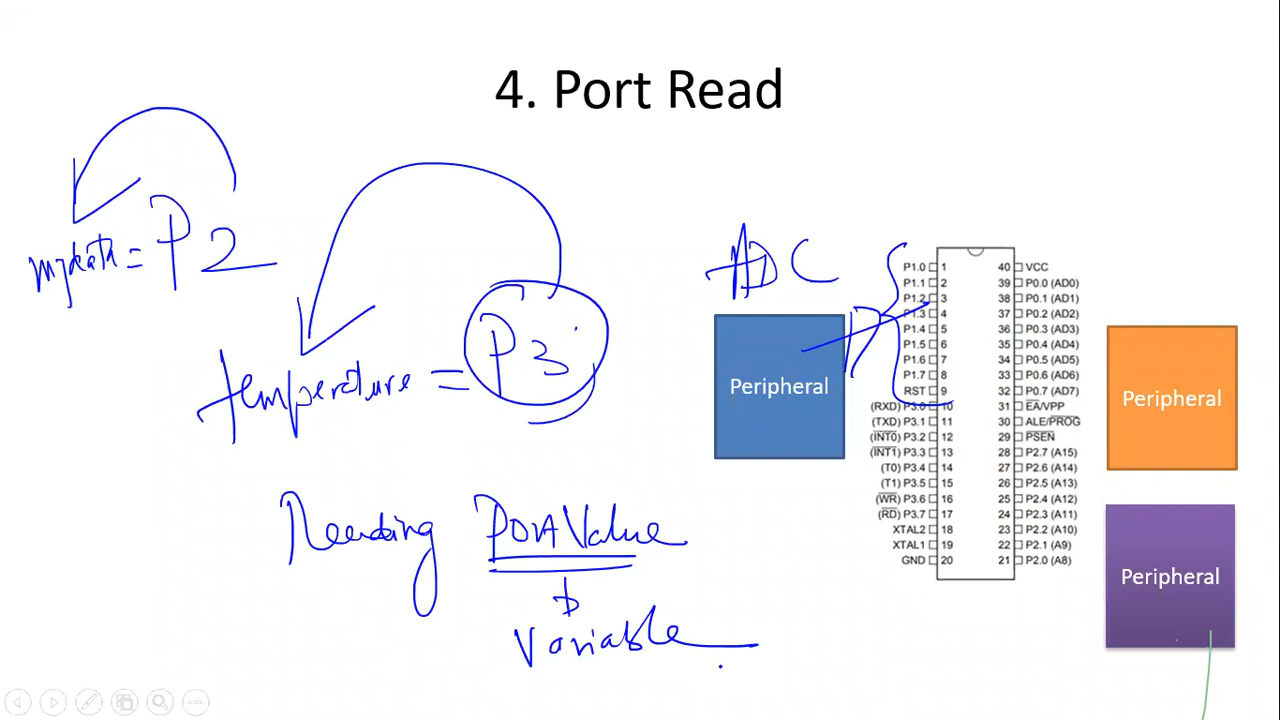 4. Port Read
mydata = P2
temperature = P3
Reading Port Value
Variable
ADC
Peripheral
P1.0 1
P1.1 2
P1.2 3
P1.3 4
P1.4 5
P1.5 6
P1.6 7
P1.7 8
RST 9
(RXD) P3.0 10
(TXD) P3.1 11
(INT0) P3.2 12
(INT1) P3.3 13
(T0) P3.4 14
(T1) P3.5 15
(WR) P3.6 16
(RD) P3.7 17
XTAL2 18
XTAL1 19
GND 20
40 VCC
39 P0.0 (AD0)
38 P0.1 (AD1)
37 P0.2 (AD2)
36 P0.3 (AD3)
35 P0.4 (AD4)
34 P0.5 (AD5)
33 P0.6 (AD6)
32 P0.7 (AD7)
31 EA/VPP
30 ALE/PROG
29 PSEN
28 P2.7 (A15)
27 P2.6 (A14)
26 P2.5 (A13)
25 P2.4 (A12)
24 P2.3 (A11)
23 P2.2 (A10)
22 P2.1 (A9)
21 P2.0 (A8)
Peripheral
Peripheral